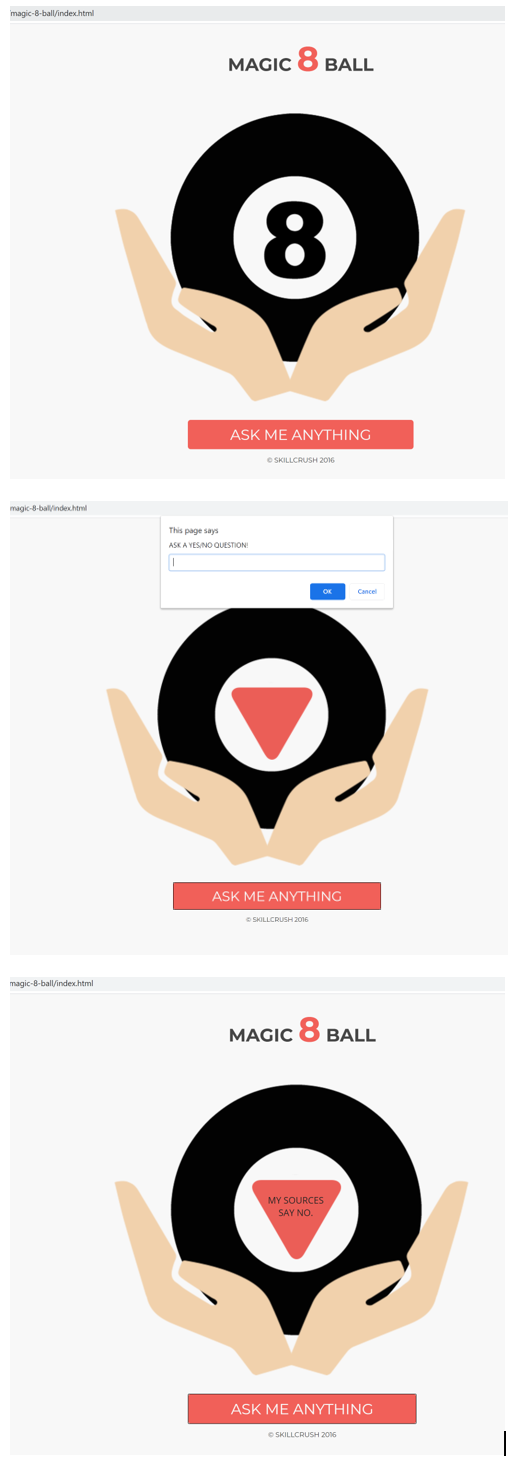 magic-8-ball/index.html
MAGIC 8 BALL
8
ASK ME ANYTHING
© SKILLCRUSH 2016
magic-8-ball/index.html
This page says
ASK A YES/NO QUESTION!
OK Cancel
ASK ME ANYTHING
© SKILLCRUSH 2016
magic-8-ball/index.html
MAGIC 8 BALL
MY SOURCES
SAY NO.
ASK ME ANYTHING
© SKILLCRUSH 2016